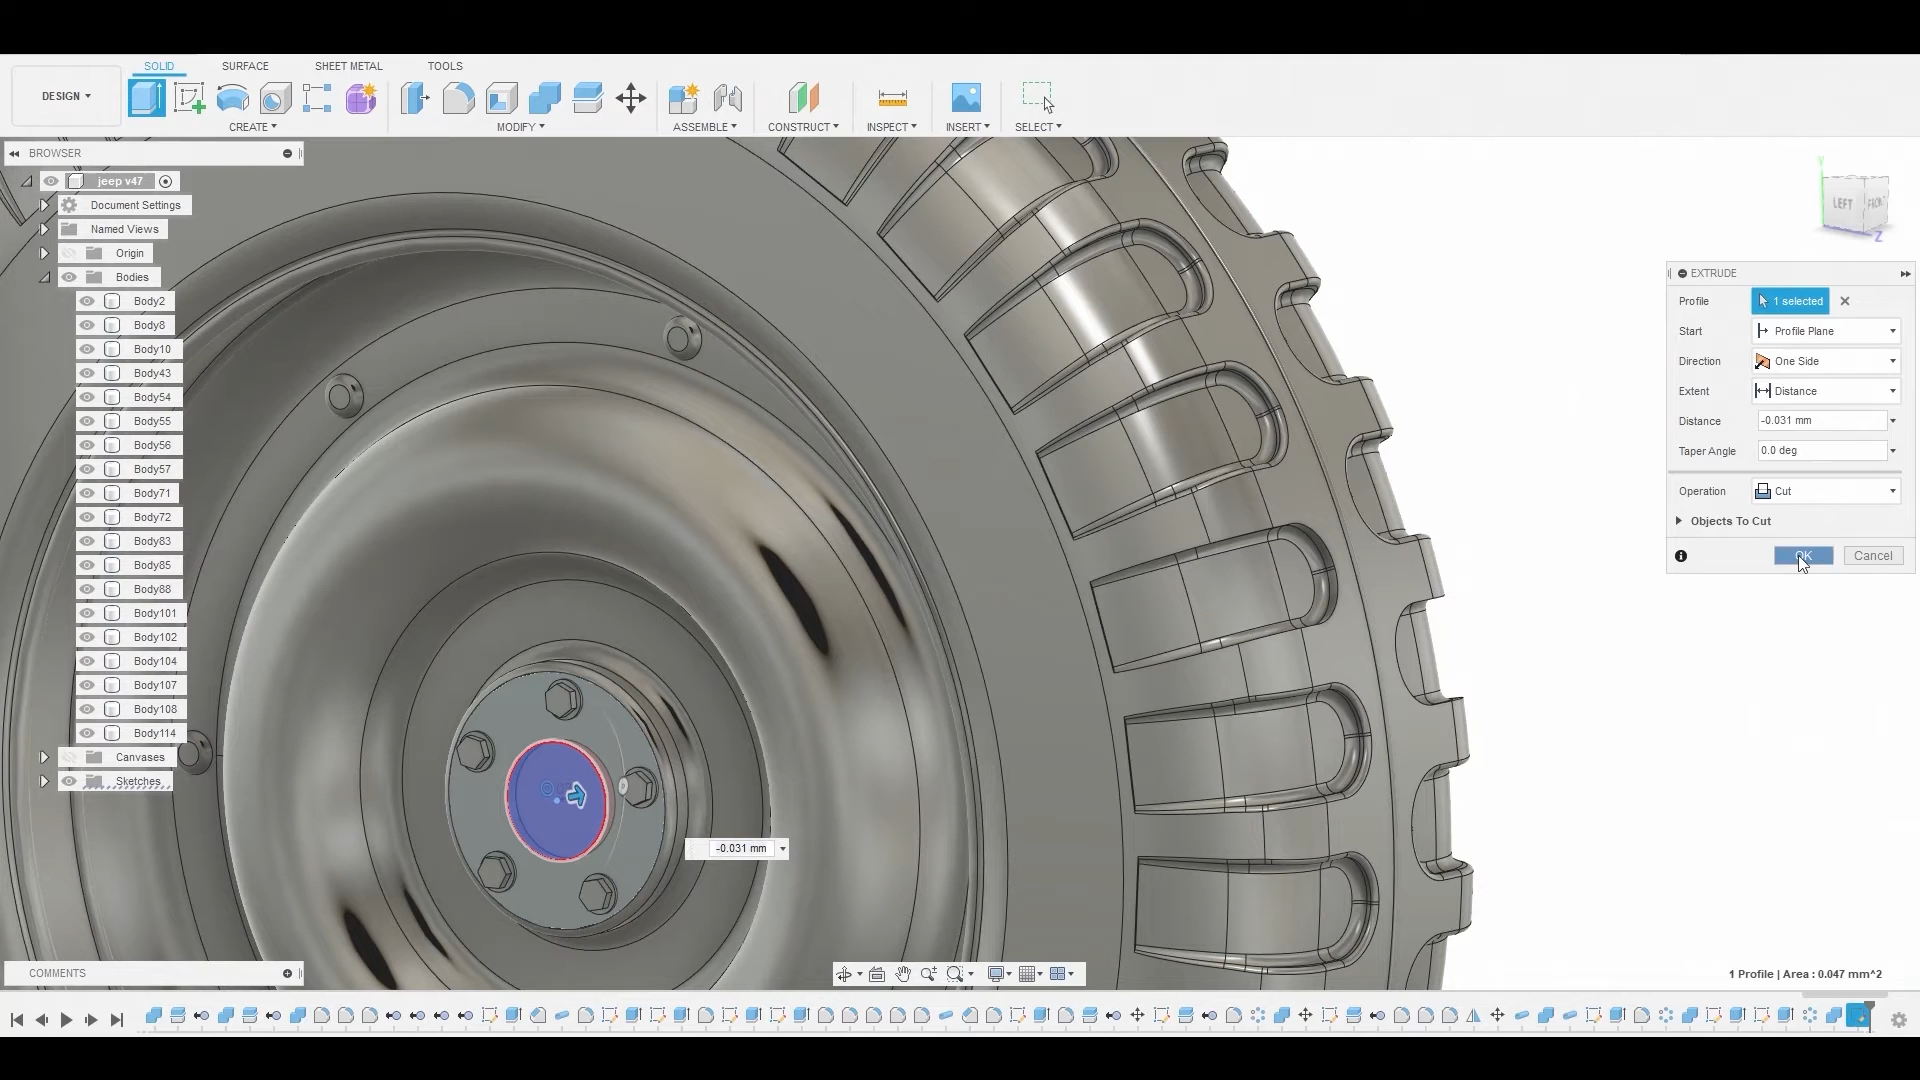 SOLID SURFACE SHEET METAL TOOLS
DESIGN
CREATE MODIFY ASSEMBLE CONSTRUCT INSPECT INSERT SELECT
BROWSER
jeep v47
Document Settings
Named Views
Origin
Bodies
Body2
Body8
Body10
Body43
Body54
Body55
Body56
Body57
Body71
Body72
Body83
Body85
Body88
Body101
Body102
Body104
Body107
Body108
Body114
Canvases
Sketches
LEFT FRONT
Z
EXTRUDE
Profile 1 selected
Start Profile Plane
Direction One Side
Extent Distance
Distance -0.031 mm
Taper Angle 0.0 deg
Operation Cut
Objects To Cut
OK Cancel
-0.031 mm
COMMENTS
1 Profile | Area : 0.047 mm^2